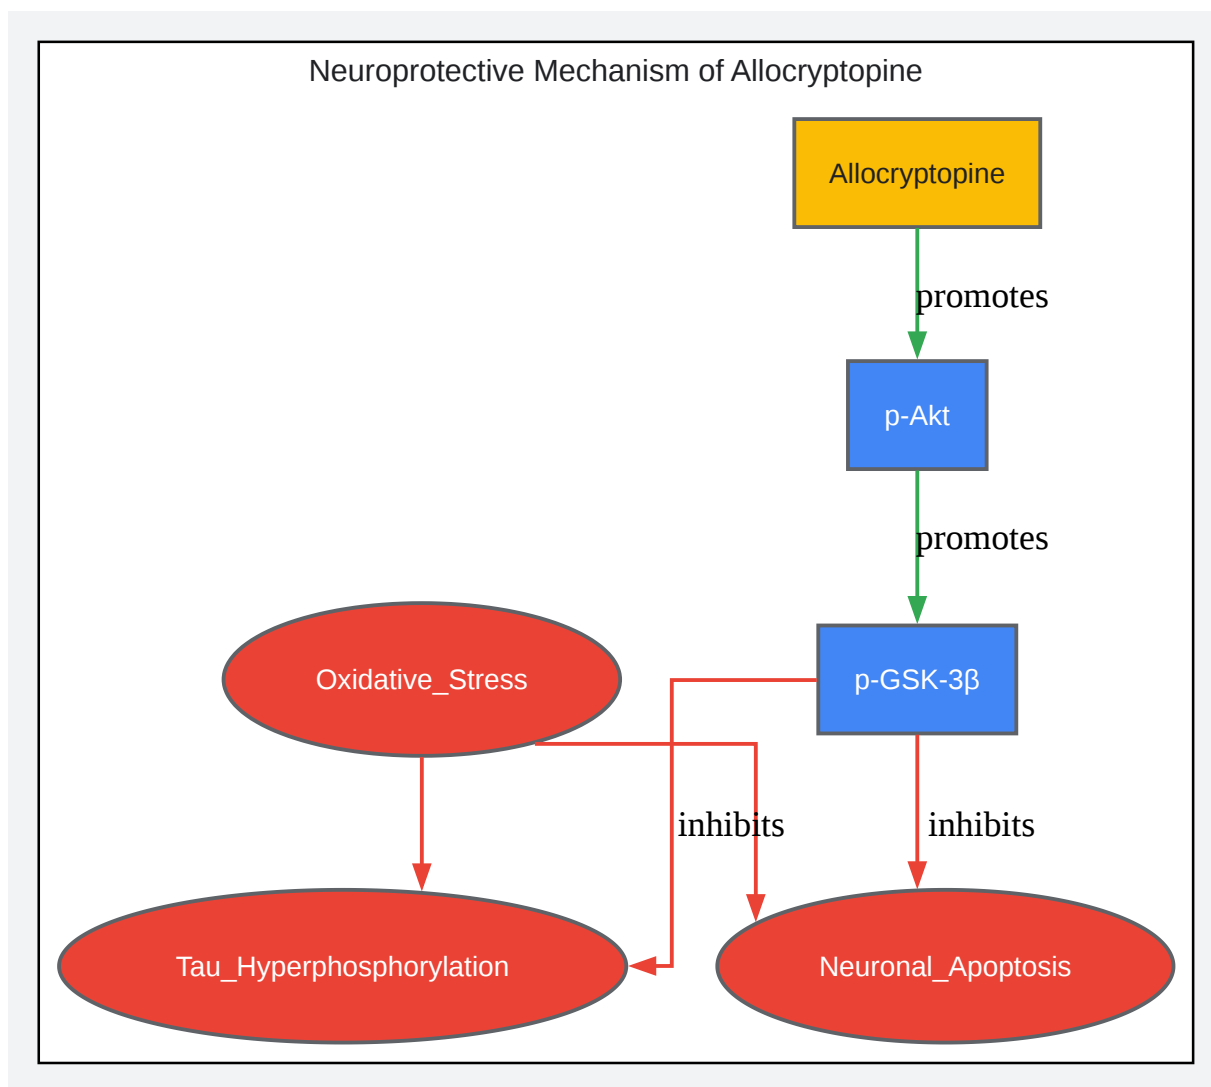 Neuroprotective Mechanism of Allocryptopine
Allocryptopine
promotes
p-Akt
promotes
Oxidative_Stress
p-GSK-3β
inhibits
inhibits
Tau_Hyperphosphorylation
Neuronal_Apoptosis